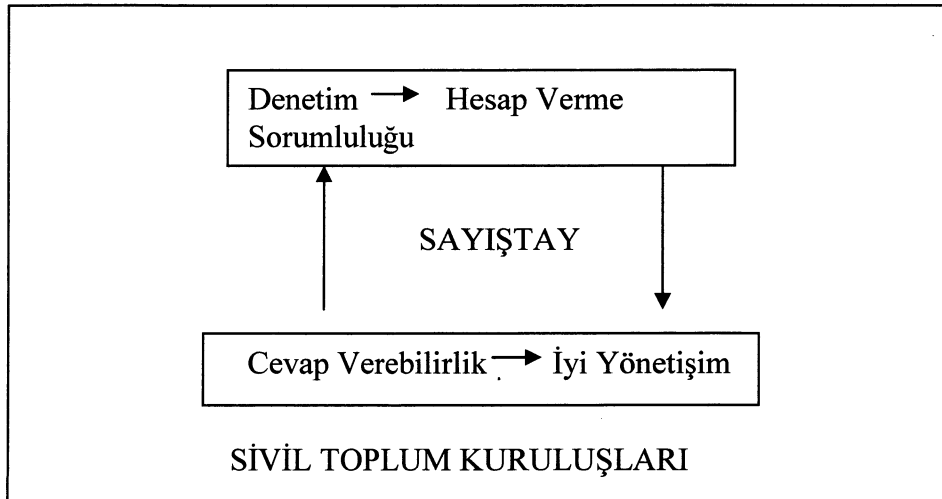 Denetim → Hesap Verme
Sorumluluğu
SAYIŞTAY
Cevap Verebilirlik → İyi Yönetişim
SİVİL TOPLUM KURULUŞLARI